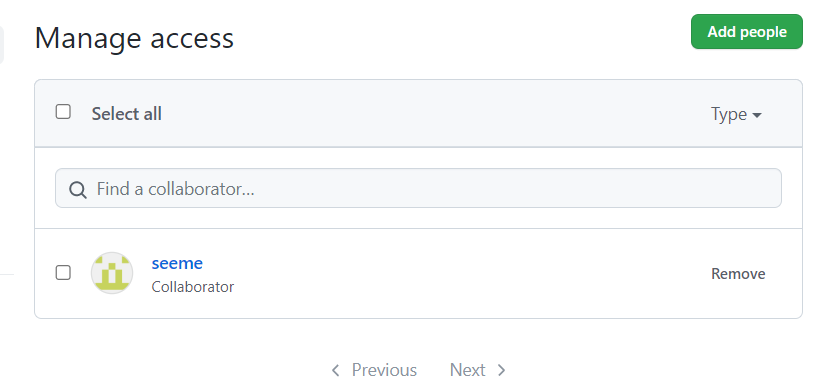 Manage access
Add people
Select all
Type
Find a collaborator...
seeme
Collaborator
Remove
Previous
Next